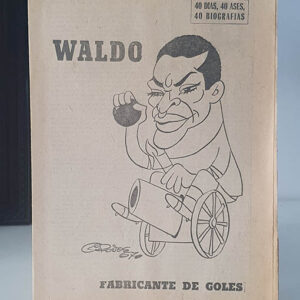 40 DIAS, 40 ASES,
40 BIOGRAFIAS
WALDO
FABRICANTE DE GOLES